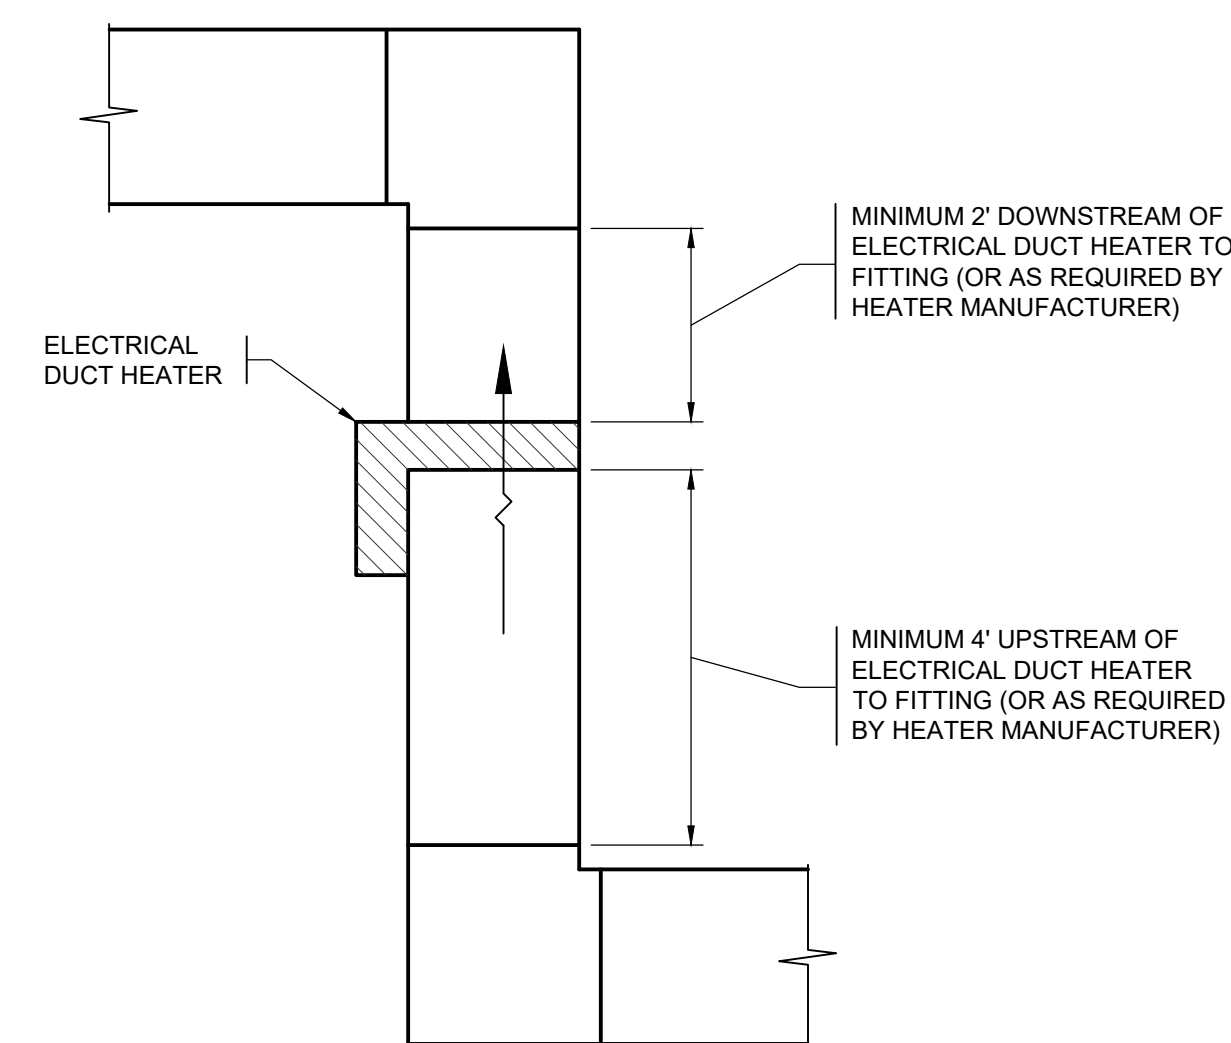 MINIMUM 2' DOWNSTREAM OF
ELECTRICAL DUCT HEATER TO
FITTING (OR AS REQUIRED BY
HEATER MANUFACTURER)
ELECTRICAL
DUCT HEATER
MINIMUM 4' UPSTREAM OF
ELECTRICAL DUCT HEATER
TO FITTING (OR AS REQUIRED
BY HEATER MANUFACTURER)